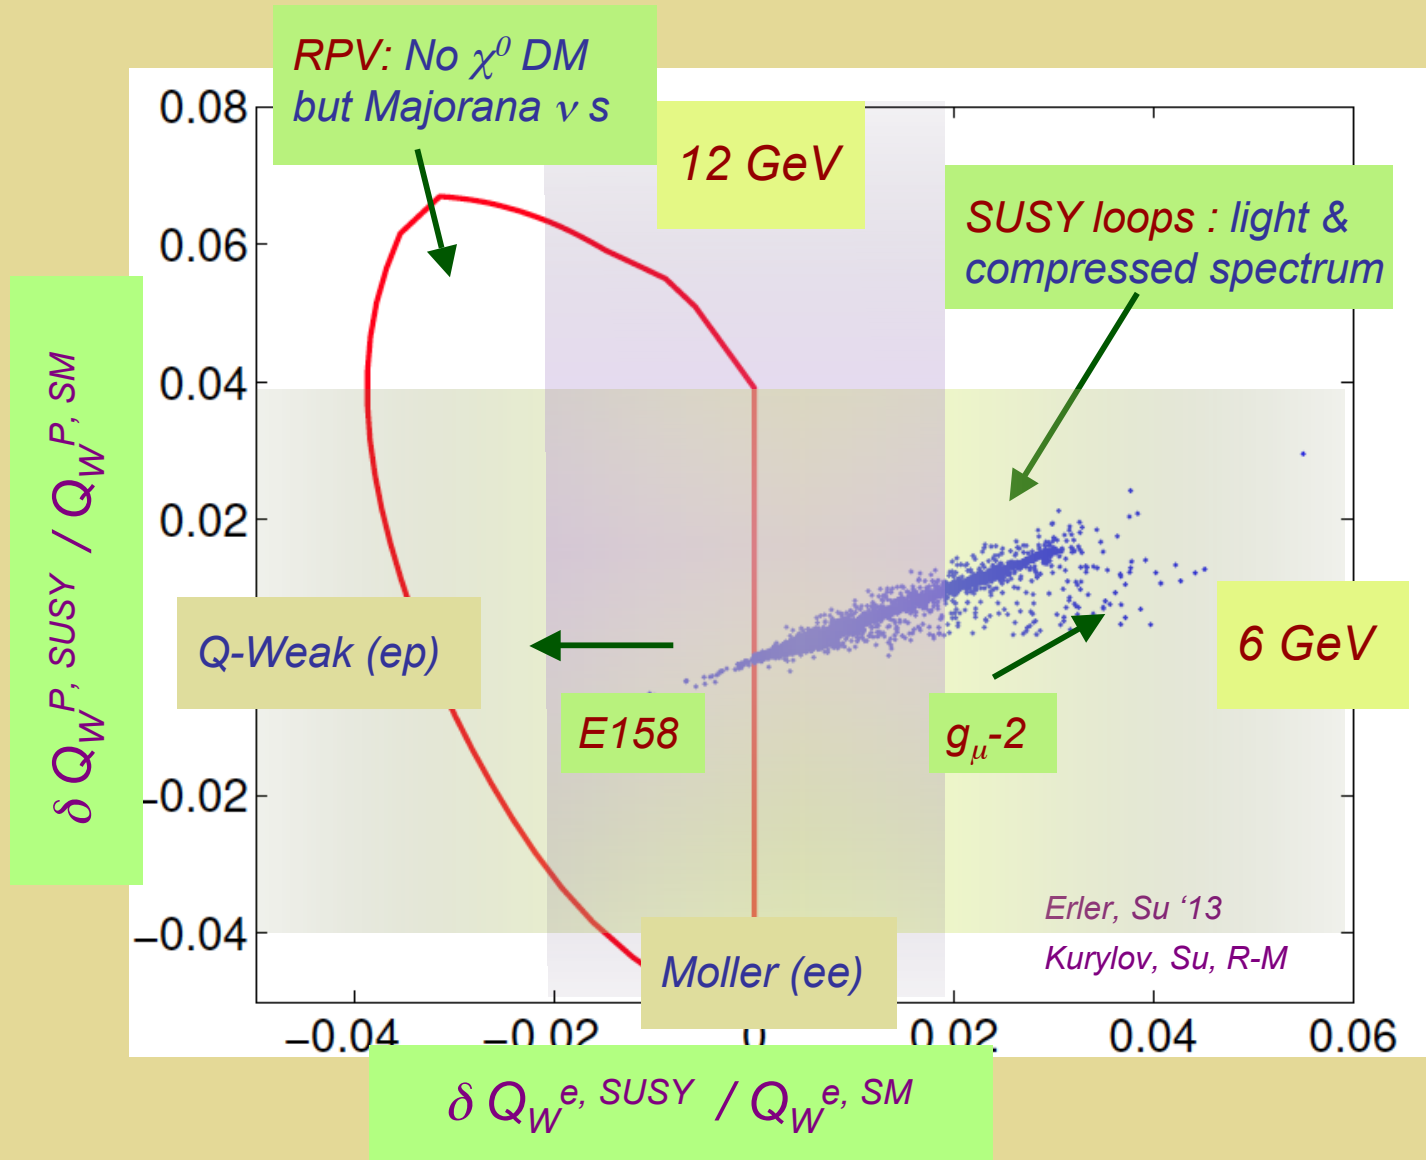 RPV: No χ⁰ DM
but Majorana ν s
12 GeV
SUSY loops : light &
compressed spectrum
0.08
0.06
0.04
0.02
−0.02
−0.04
δ Q_W^{P, SUSY} / Q_W^{P, SM}
Q-Weak (ep)
E158
g_μ-2
6 GeV
Erler, Su ‘13
Kurylov, Su, R-M
Moller (ee)
−0.04 −0.02 0 0.02 0.04 0.06
δ Q_W^{e, SUSY} / Q_W^{e, SM}